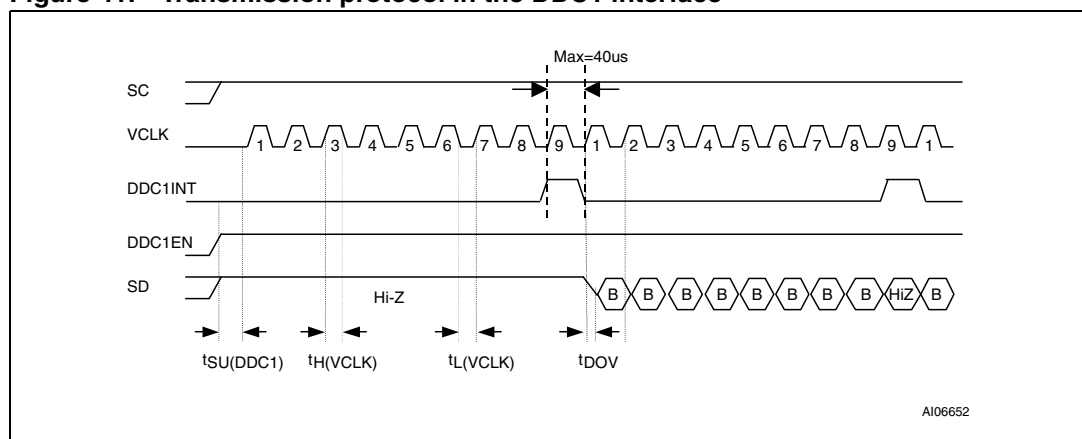 Figure Transmission protocol in the DDC1 interface
Max=40us
SC
VCLK
1 2 3 4 5 6 7 8 9 1 2 3 4 5 6 7 8 9 1
DDC1INT
DDC1EN
SD
Hi-Z
B B B B B B B B HiZ B
tSU(DDC1) tH(VCLK) tL(VCLK) tDOV
AI06652